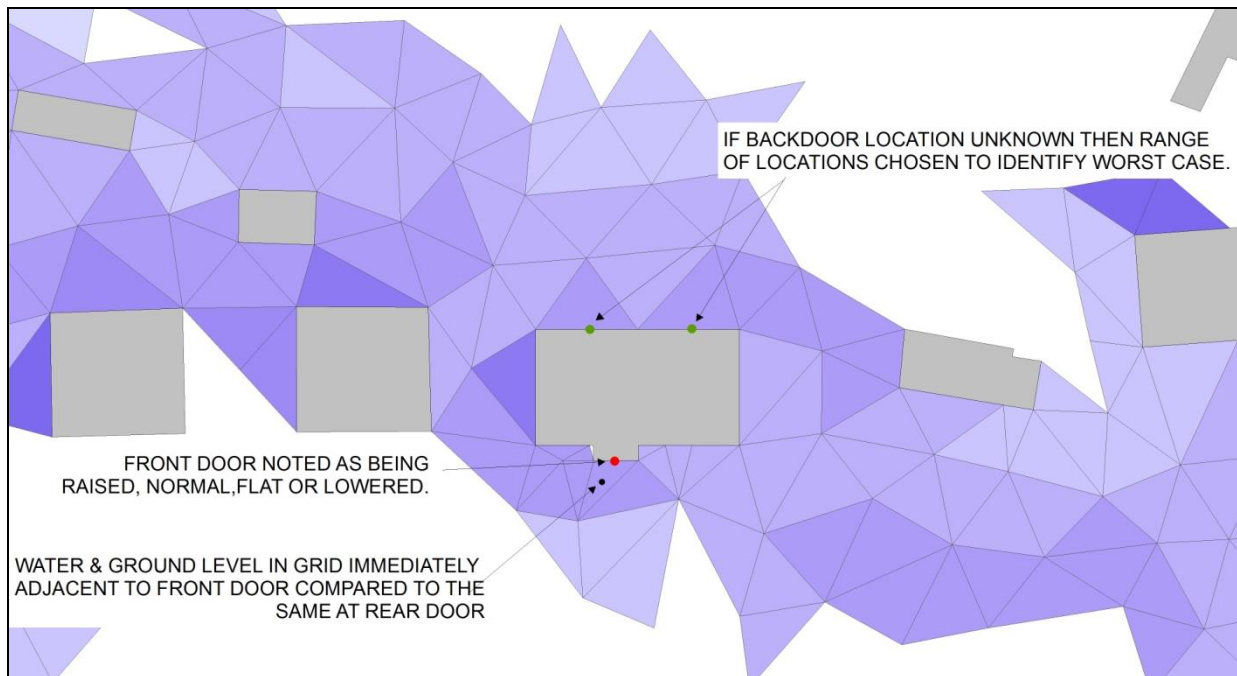 IF BACKDOOR LOCATION UNKNOWN THEN RANGE
OF LOCATIONS CHOSEN TO IDENTIFY WORST CASE.
FRONT DOOR NOTED AS BEING
RAISED, NORMAL,FLAT OR LOWERED.
WATER & GROUND LEVEL IN GRID IMMEDIATELY
ADJACENT TO FRONT DOOR COMPARED TO THE
SAME AT REAR DOOR